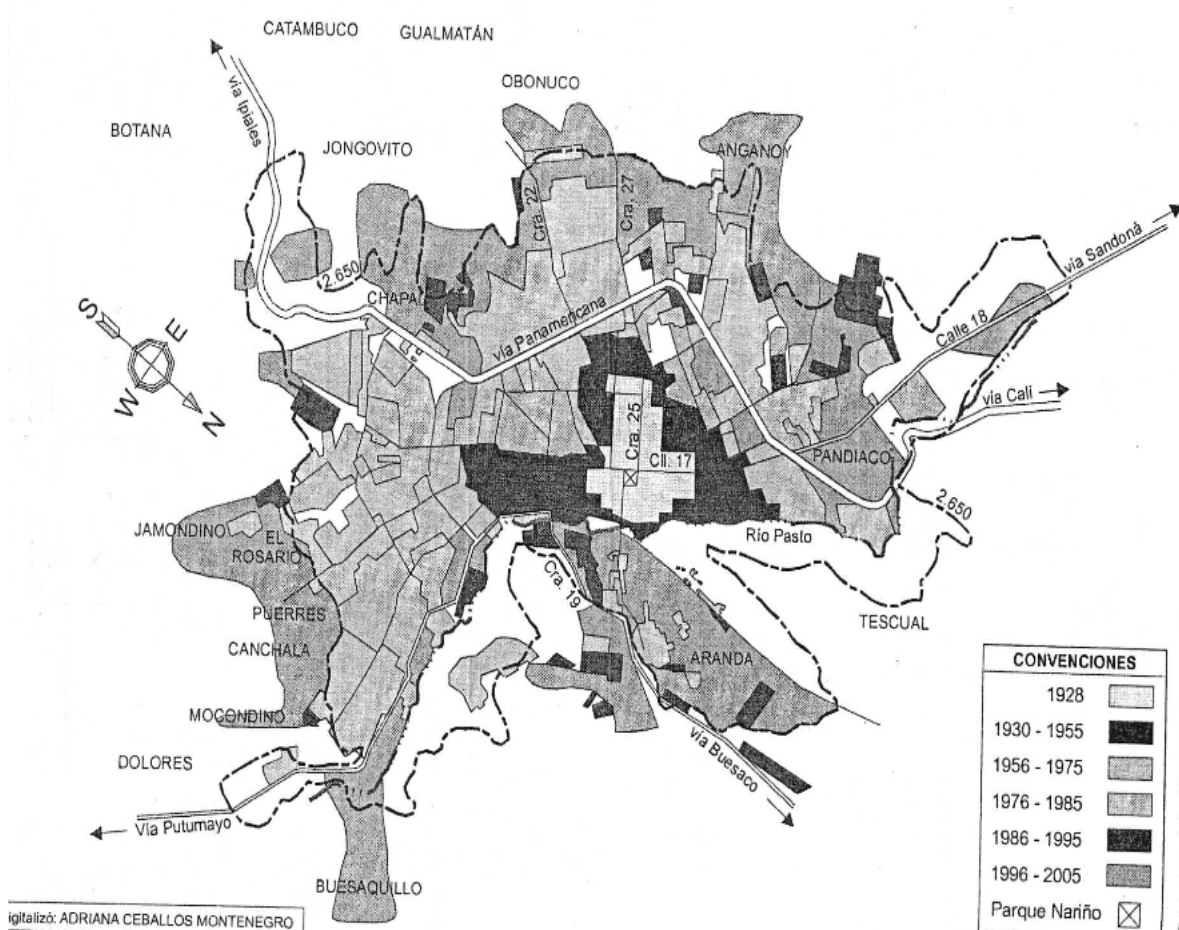 CATAMBUCO
GUALMATÁN
OBONUCO
vía Ipiales
BOTANA
JONGOVITO
ANGANOY
Cra. 22
Cra. 27
vía Sandoná
2.650
CHAPAL
vía Panamericana
Calle 18
S
E
W
N
vía Cali
Cra. 25
Cll. 17
PANDIACO
2.650
JAMONDINO
EL
ROSARIO
Río Pasto
Cra. 19
TESCUAL
PUERRES
CANCHALA
ARANDA
MOCONDINO
DOLORES
vía Buesaco
Vía Putumayo
BUESAQUILLO
CONVENCIONES
1928
1930 - 1955
1956 - 1975
1976 - 1985
1986 - 1995
1996 - 2005
Parque Nariño
igitalizó: ADRIANA CEBALLOS MONTENEGRO